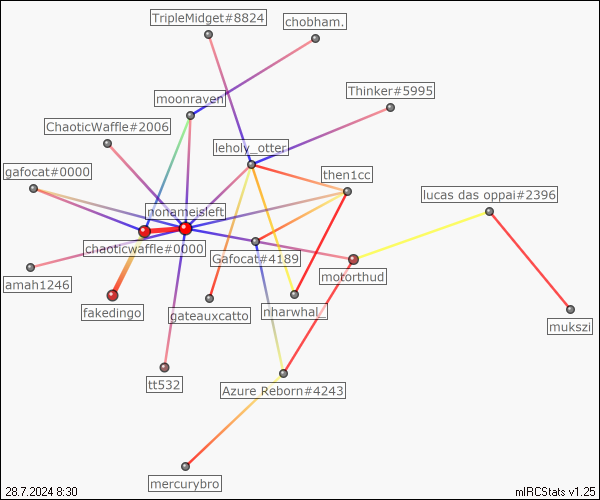 TripleMidget#8824
chobham.
moonraven
Thinker#5995
ChaoticWaffle#2006
leholy_otter
gafocat#0000
then1cc
lucas das oppai#2396
nonameisleft
chaoticwaffle#0000
Gafocat#4189
motorthud
amah1246
fakedingo
gateauxcatto
nharwhal_
mukszi
tt532
Azure Reborn#4243
mercurybro
28.7.2024 8:30
mIRCStats v1.25